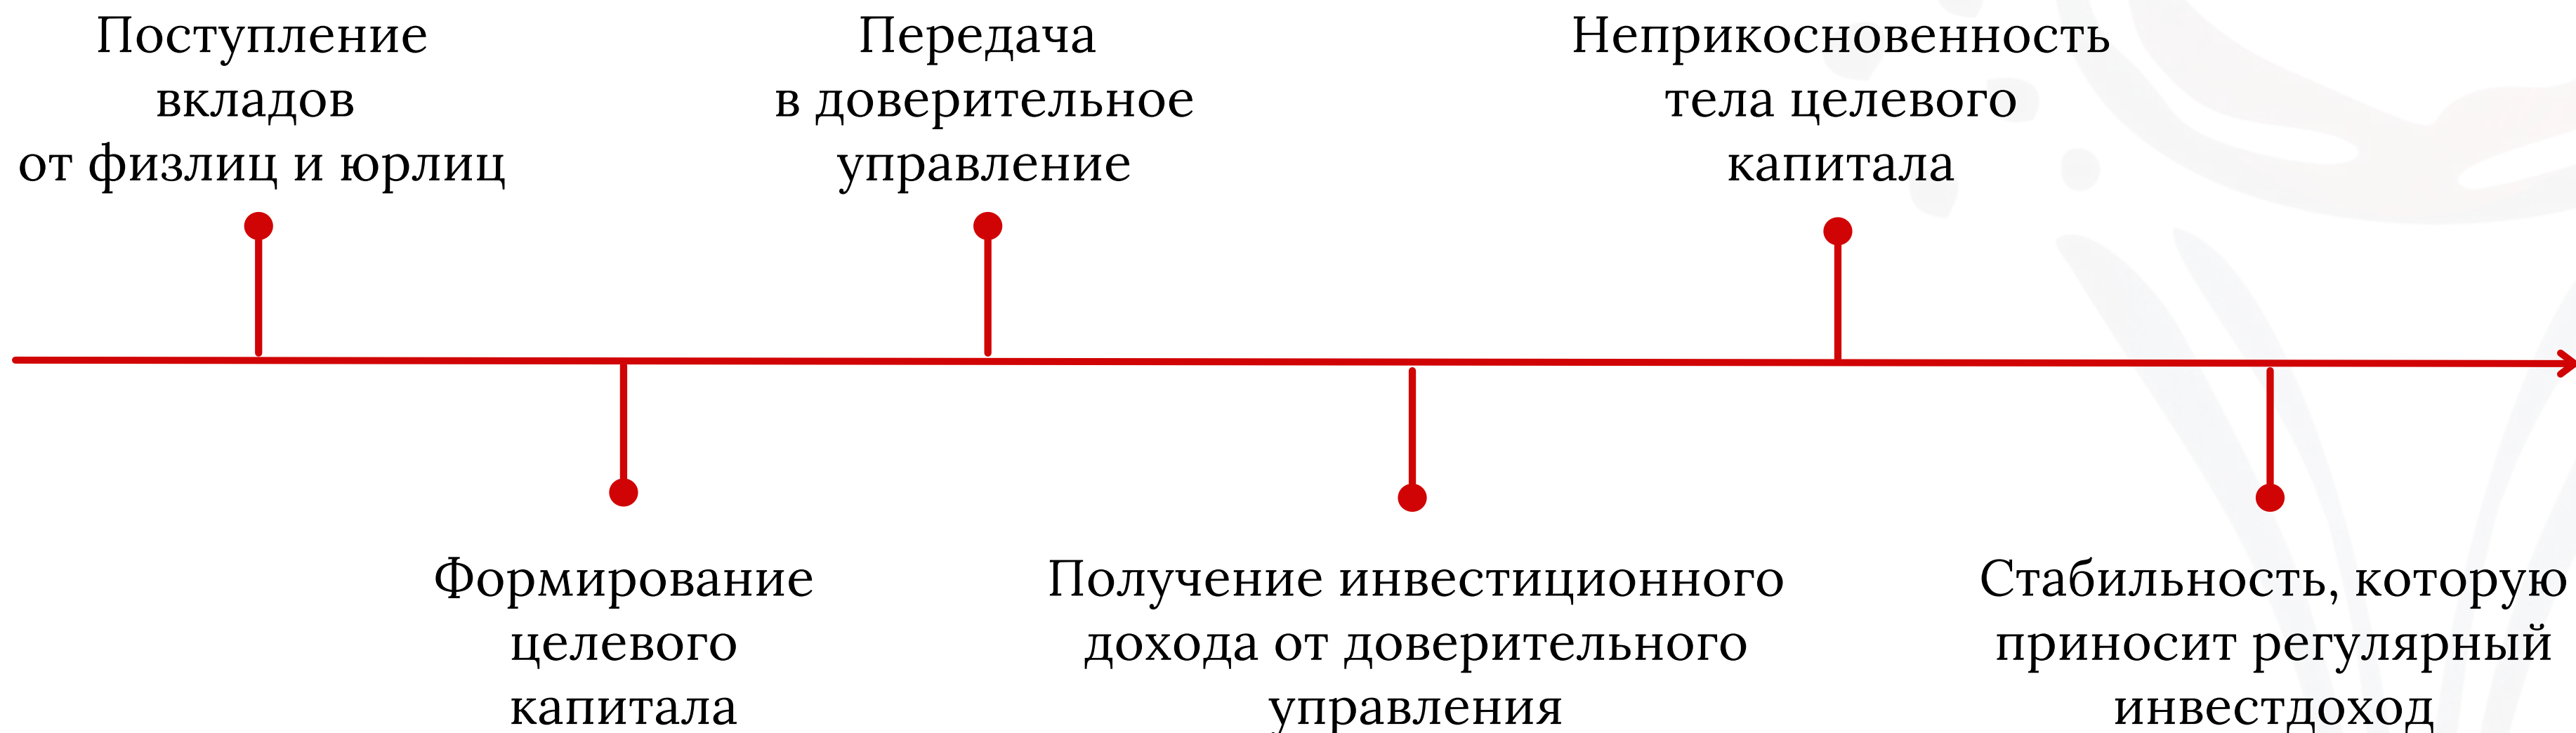 Поступление
вкладов
от физлиц и юрлиц
Передача
в доверительное
управление
Неприкосновенность
тела целевого
капитала
Формирование
целевого
капитала
Получение инвестиционного
дохода от доверительного
управления
Стабильность, которую
приносит регулярный
инвестдоход